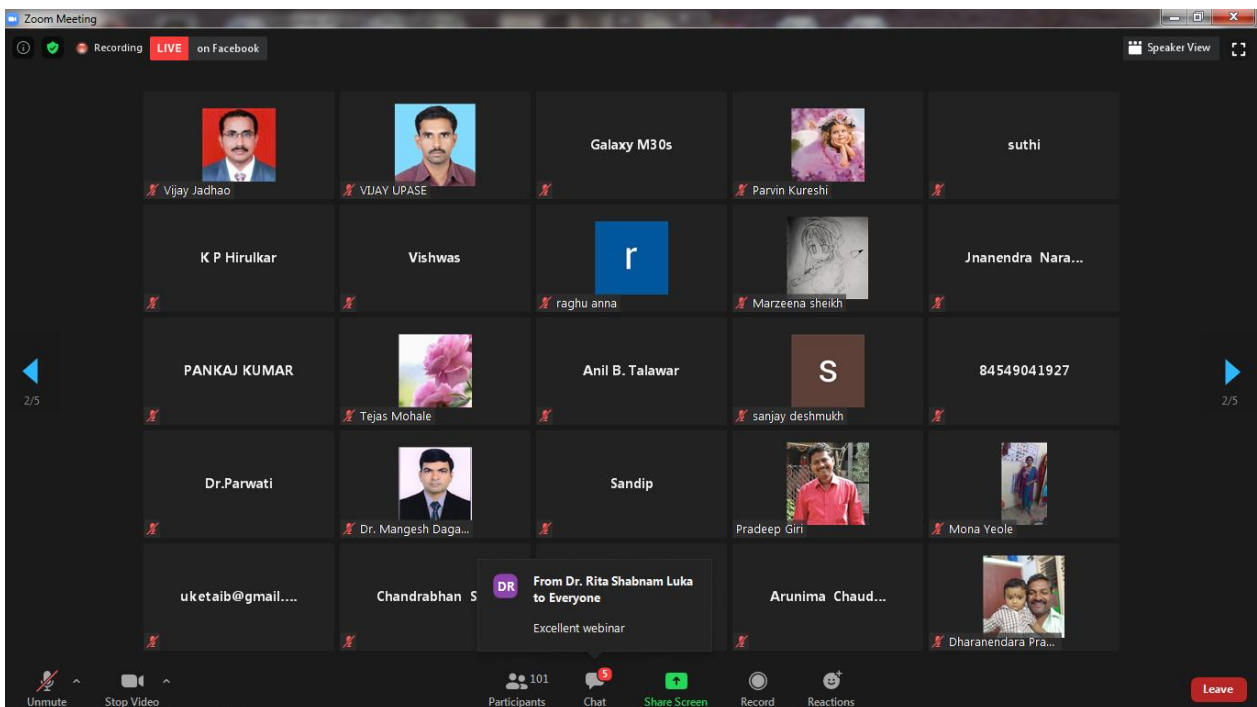 Zoom Meeting
Recording LIVE on Facebook
Speaker View
Vijay Jadhao
VIJAY UPASE
Galaxy M30s
Parvin Kureshi
suthi
K P Hirulkar
Vishwas
r
raghu anna
Marzeena sheikh
Jnanendra Nara...
2/5
PANKAJ KUMAR
Tejas Mohale
Anil B. Talawar
S
sanjay deshmukh
84549041927
2/5
Dr.Parwati
Dr. Mangesh Daga...
Sandip
Pradeep Giri
Mona Yeole
uketaib@gmail....
Chandrabhan S
DR
From Dr. Rita Shabnam Luka
to Everyone
Excellent webinar
Arunima Chaud...
Dharanendara Pra...
Unmute
Stop Video
101
Participants
5
Chat
Share Screen
Record
Reactions
Leave